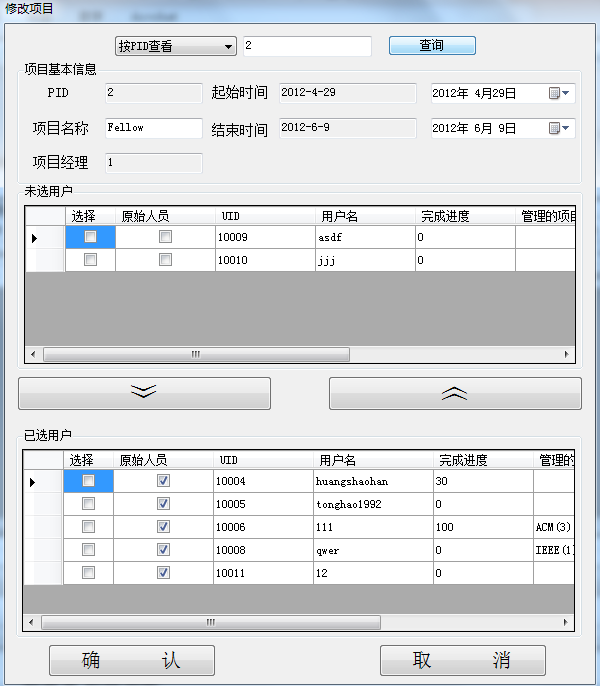 修改项目
按PID查看 2 查询
项目基本信息
PID 2 起始时间 2012-4-29 2012年 4月29日
项目名称 Fellow 结束时间 2012-6-9 2012年 6月 9日
项目经理 1
未选用户
选择 原始人员 UID 用户名 完成进度 管理的项目
10009 asdf 0
10010 jjj 0
已选用户
选择 原始人员 UID 用户名 完成进度 管理的
10004 huangshaohan 30
10005 tonghao1992 0
10006 111 100 ACM(3)
10008 qwer 0 IEEE(1)
10011 12 0
确 认 取 消